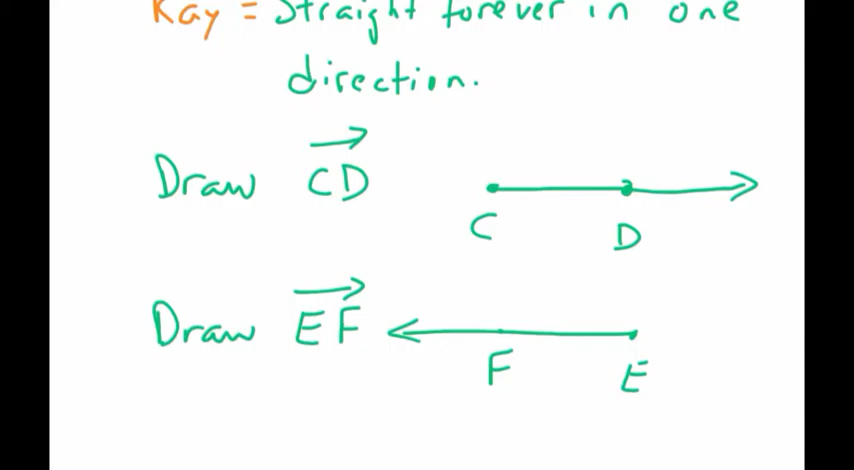 Ray = Straight forever in one
direction.
Draw CD
C D
Draw EF
F E